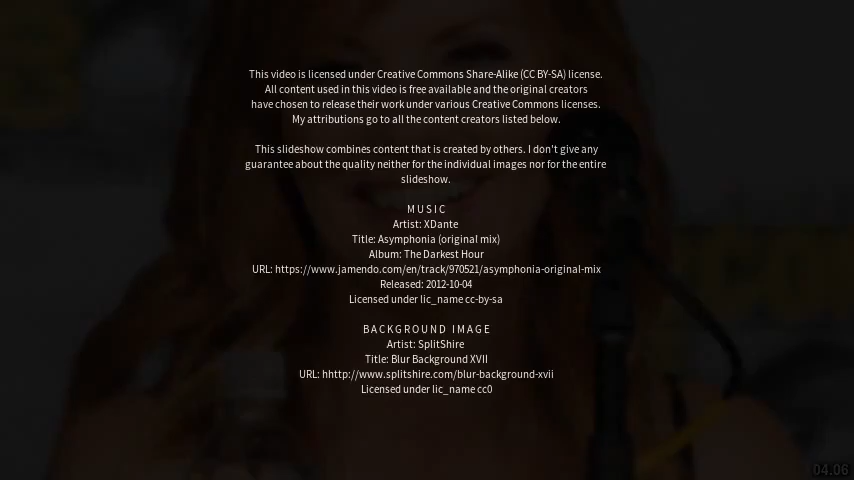 This video is licensed under Creative Commons Share-Alike (CC BY-SA) license.
All content used in this video is free available and the original creators
have chosen to release their work under various Creative Commons licenses.
My attributions go to all the content creators listed below.
This slideshow combines content that is created by others. I don't give any
guarantee about the quality neither for the individual images nor for the entire
slideshow.
MUSIC
Artist: XDante
Title: Asymphonia (original mix)
Album: The Darkest Hour
URL: https://www.jamendo.com/en/track/970521/asymphonia-original-mix
Released: 2012-10-04
Licensed under lic_name cc-by-sa
BACKGROUND IMAGE
Artist: SplitShire
Title: Blur Background XVII
URL: hhttp://www.splitshire.com/blur-background-xvii
Licensed under lic_name cc0
04.06